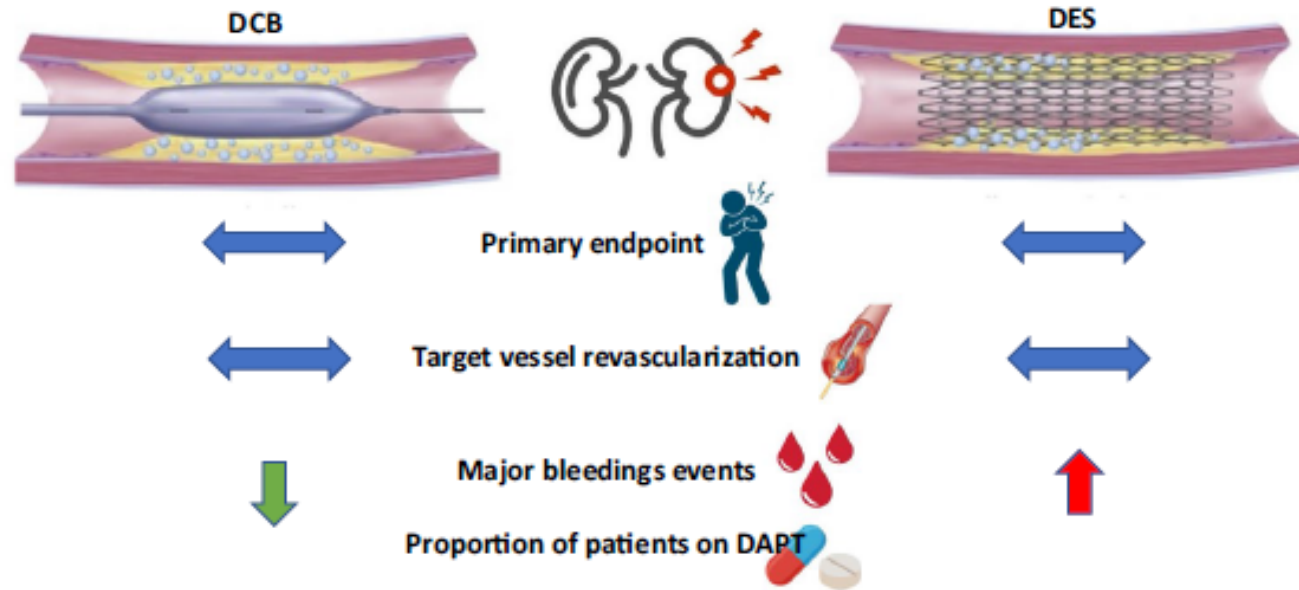 DCB
DES
Primary endpoint
Target vessel revascularization
Major bleedings events
Proportion of patients on DAPT